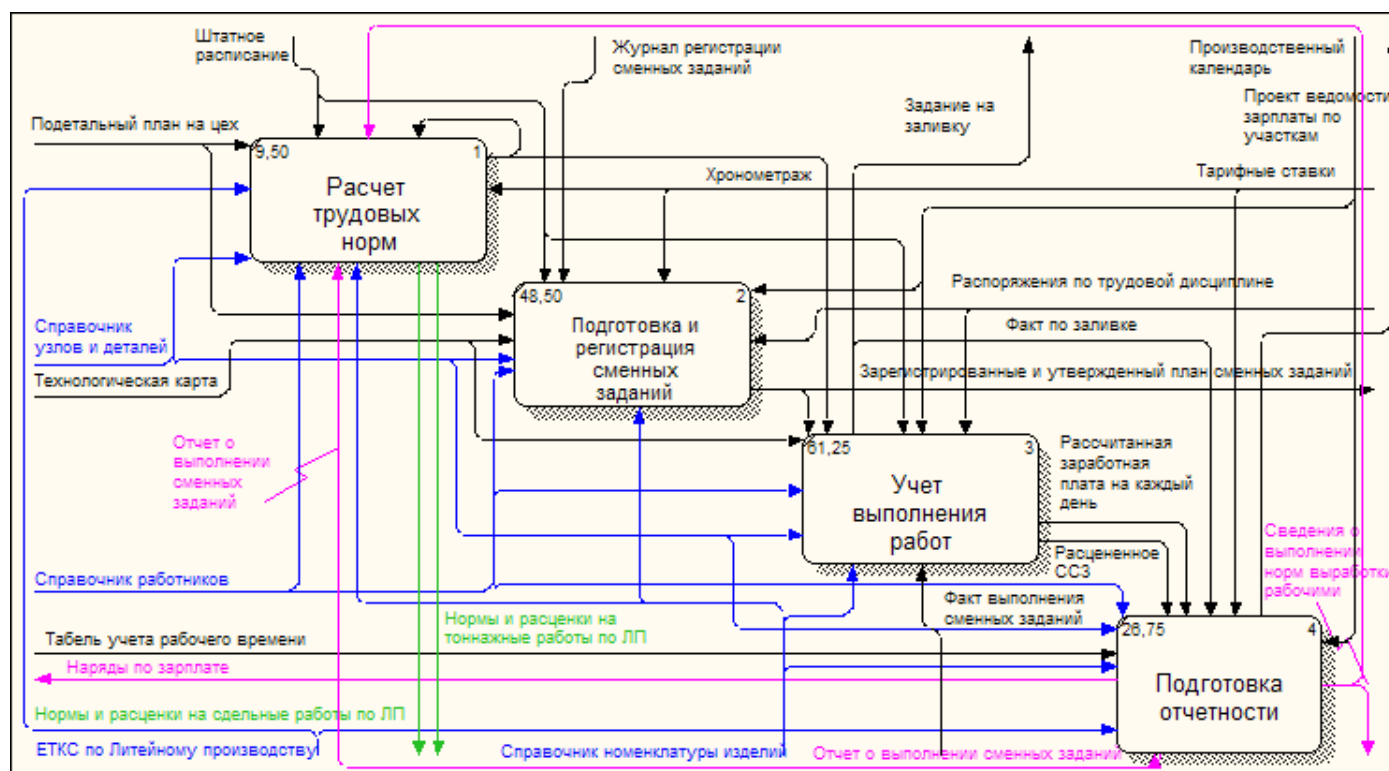 Штатное
расписание
Журнал регистрации
сменных заданий
Производственный
календарь
Задание на
заливку
Проект ведомости
зарплаты по
участкам
Подетальный план на цех
9,50
1
Расчет
трудовых
норм
Хронометраж
Тарифные ставки
48,50
2
Подготовка и
регистрация
сменных
заданий
Распоряжения по трудовой дисциплине
Факт по заливке
Зарегистрированные и утвержденный план сменных заданий
Справочник
узлов и деталей
Технологическая карта
Отчет о
выполнении
сменных
заданий
61,25
3
Учет
выполнения
работ
Рассчитанная
заработная
плата на каждый
день
Расцененное
ССЗ
Сведения о
выполнении
норм выработки
рабочими
Справочник работников
Нормы и расценки на
тоннажные работы по ЛП
Факт выполнения
сменных заданий
26,75
4
Подготовка
отчетности
Табель учета рабочего времени
Наряды по зарплате
Нормы и расценки на сдельные работы по ЛП
ЕТКС по Литейному производству
Справочник номенклатуры изделий
Отчет о выполнении сменных заданий